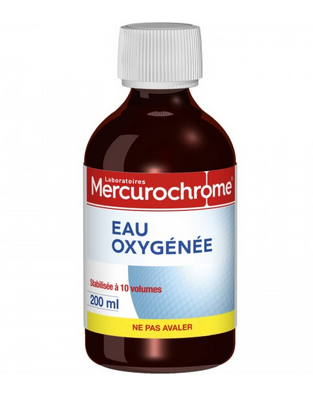 Laboratoires
Mercurochrome®
EAU
OXYGÉNÉE
Stabilisée à 10 volumes
200 ml
NE PAS AVALER